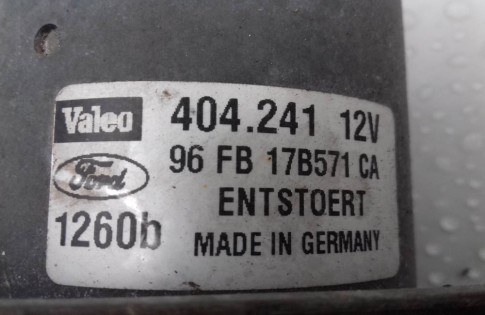 Valeo 404.241 12V
Ford 96 FB 17B571 CA
ENTSTOERT
1260b MADE IN GERMANY